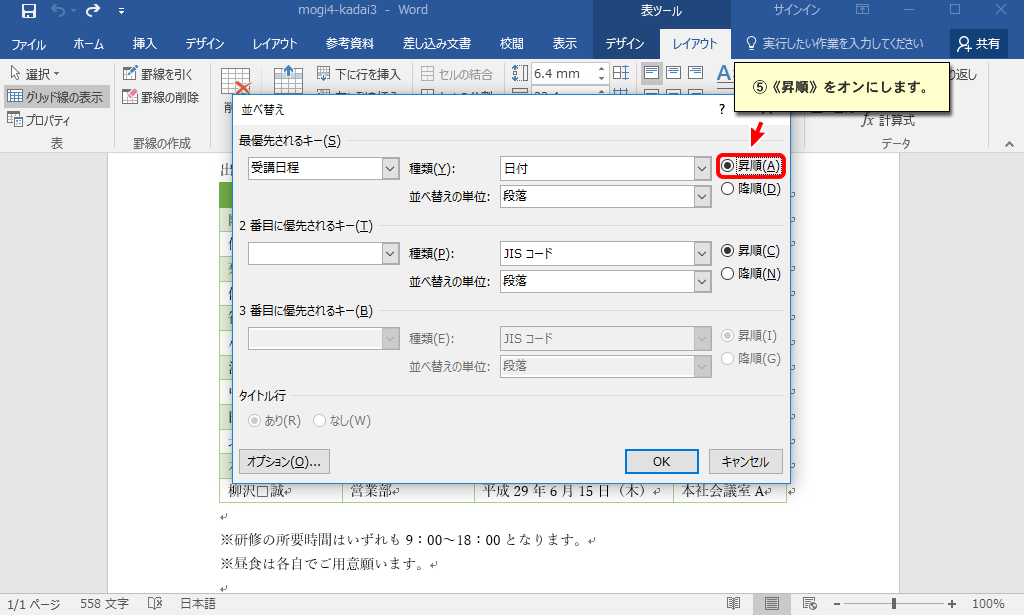 mogi4-kadai3 - Word
表ツール
サインイン
ファイル ホーム 挿入 デザイン レイアウト 参考資料 差し込み文書 校閲 表示 デザイン レイアウト 実行したい作業を入力してください 共有
選択
グリッド線の表示
プロパティ
表
罫線を引く
罫線の削除
罫線の作成
下に行を挿入
セルの結合
6.4 mm
計算式
データ
⑤《昇順》をオンにします。
並べ替え
?
最優先されるキー(S)
受講日程 種類(Y): 日付 昇順(A)
並べ替えの単位: 段落 降順(D)
2 番目に優先されるキー(T)
種類(P): JIS コード 昇順(C)
並べ替えの単位: 段落 降順(N)
3 番目に優先されるキー(B)
種類(E): JIS コード 昇順(I)
並べ替えの単位: 段落 降順(G)
タイトル行
あり(R) なし(W)
オプション(O)... OK キャンセル
柳沢□誠 営業部 平成 29 年 6 月 15 日（木） 本社会議室 A
※研修の所要時間はいずれも 9：00～18：00 となります。
※昼食は各自でご用意願います。
1/1 ページ 558 文字 日本語 100%